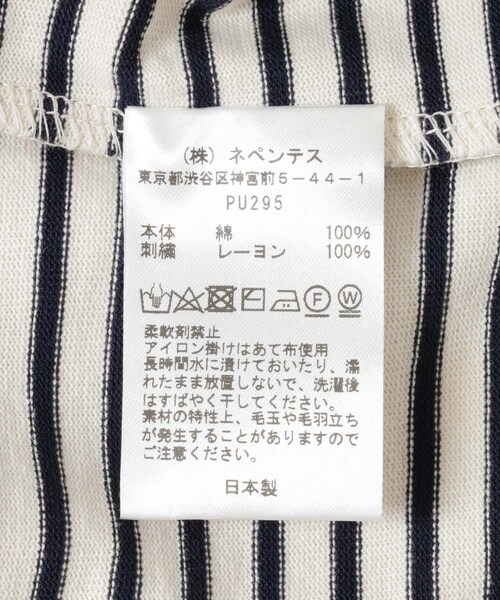 （株）ネペンテス
東京都渋谷区神宮前5-44-1
PU295
本体 綿 100%
刺繍 レーヨン 100%
F W
柔軟剤禁止
アイロン掛けはあて布使用
長時間水に漬けておいたり、濡
れたまま放置しないで、洗濯後
はすばやく干してください。
素材の特性上、毛玉や毛羽立ち
が発生することがありますので
ご注意ください。
日本製